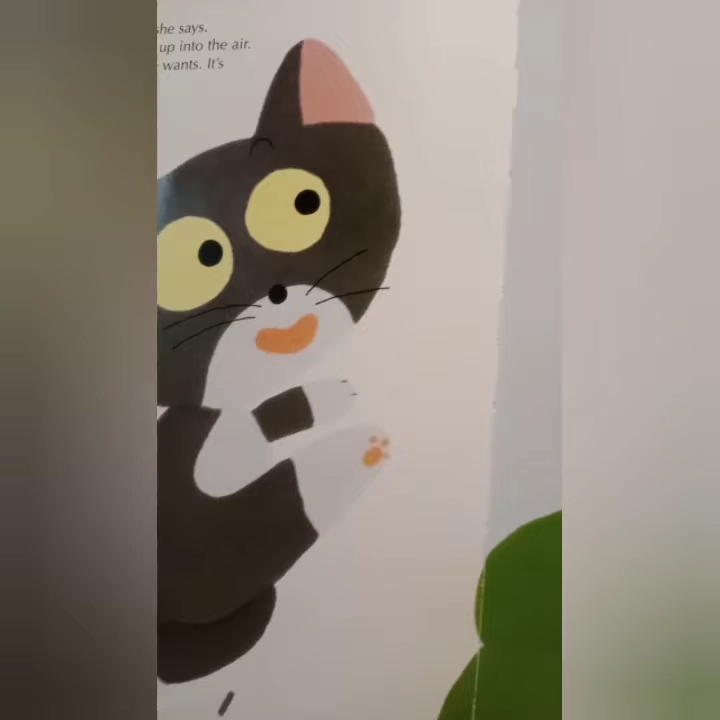 she says.
up into the air.
wants. It's